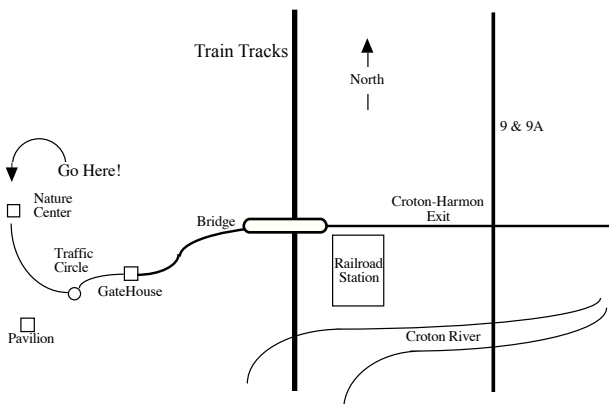 Train Tracks
North
9 & 9A
Go Here!
Nature
Center
Croton-Harmon
Exit
Bridge
Traffic
Circle
GateHouse
Railroad
Station
Pavilion
Croton River